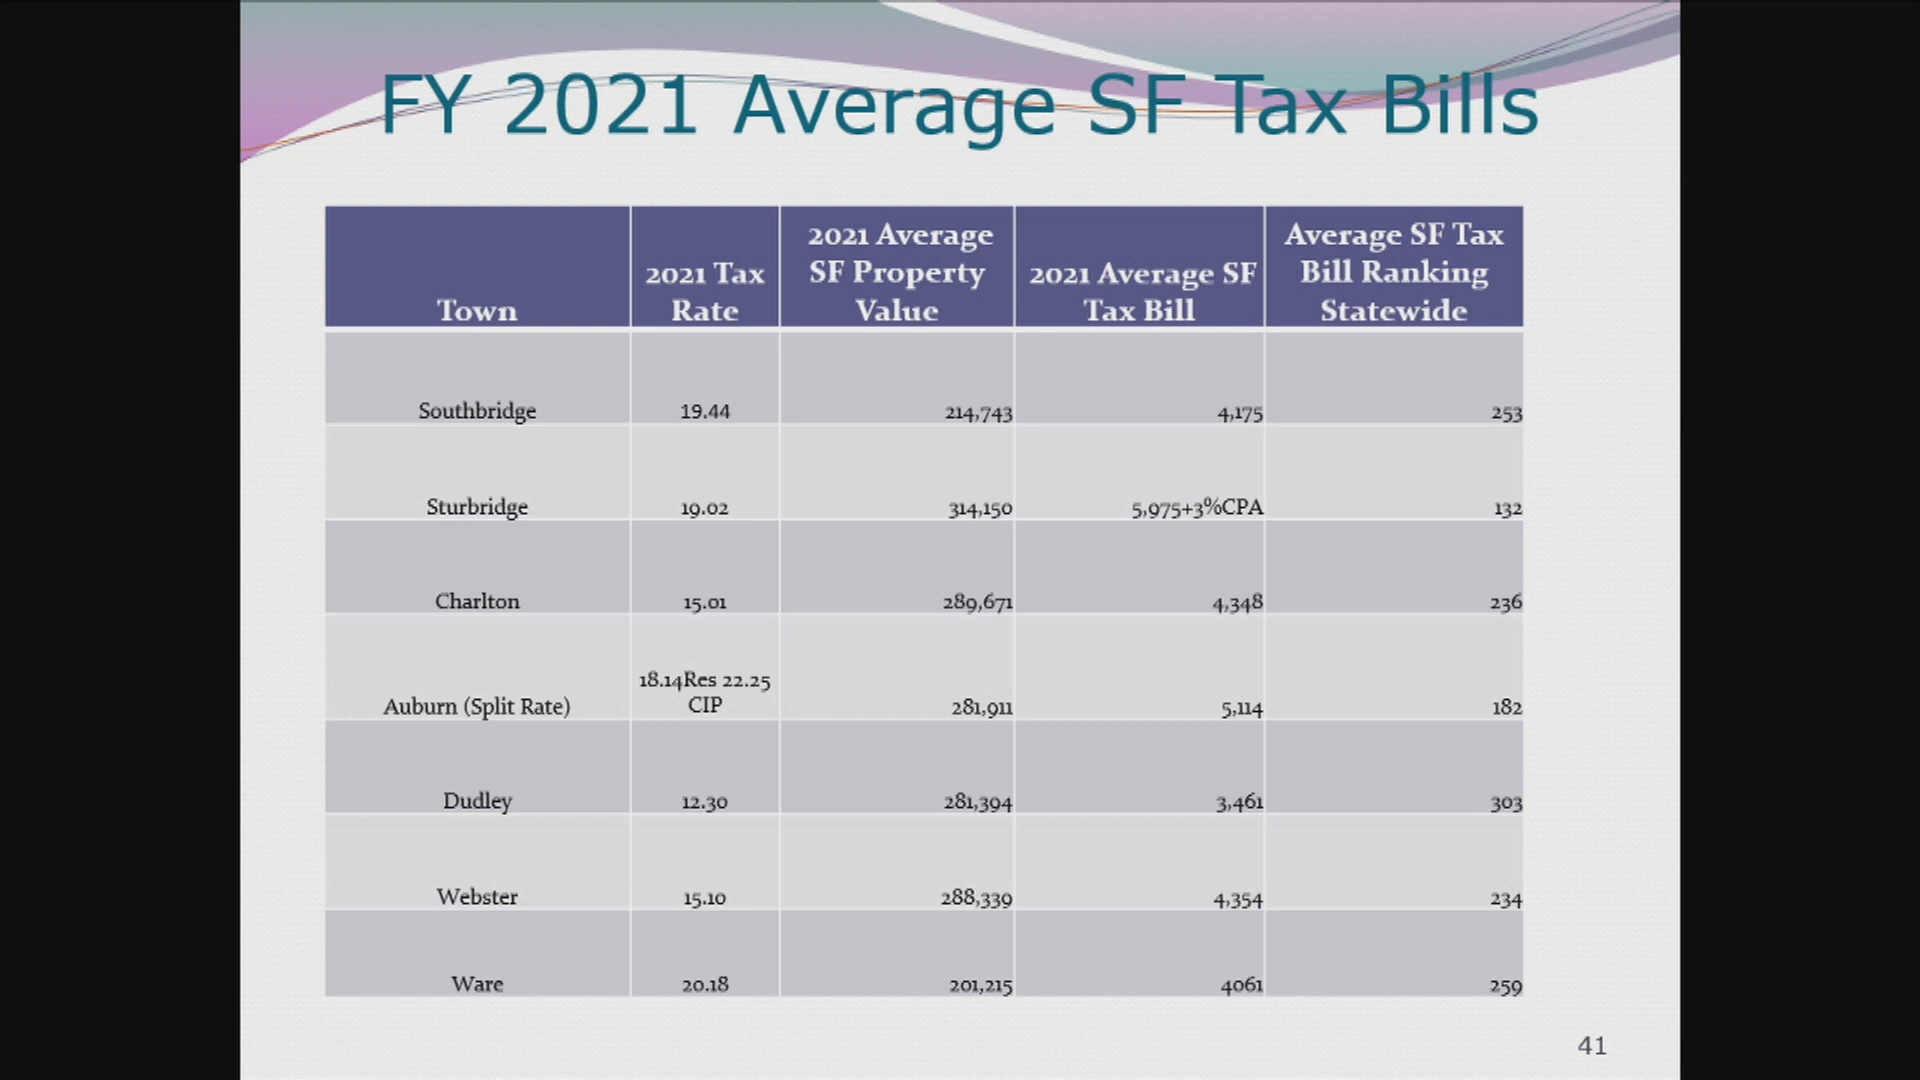 FY 2021 Average SF Tax Bills
Town
2021 Tax
Rate
2021 Average
SF Property
Value
2021 Average SF
Tax Bill
Average SF Tax
Bill Ranking
Statewide
Southbridge 19.44 214,743 4,175 253
Sturbridge 19.02 314,150 5,975+3%CPA 132
Charlton 15.01 289,671 4,348 236
Auburn (Split Rate)
18.14Res 22.25
CIP
281,911 5,114 182
Dudley 12.30 281,394 3,461 303
Webster 15.10 288,339 4,354 234
Ware 20.18 201,215 4061 259
41